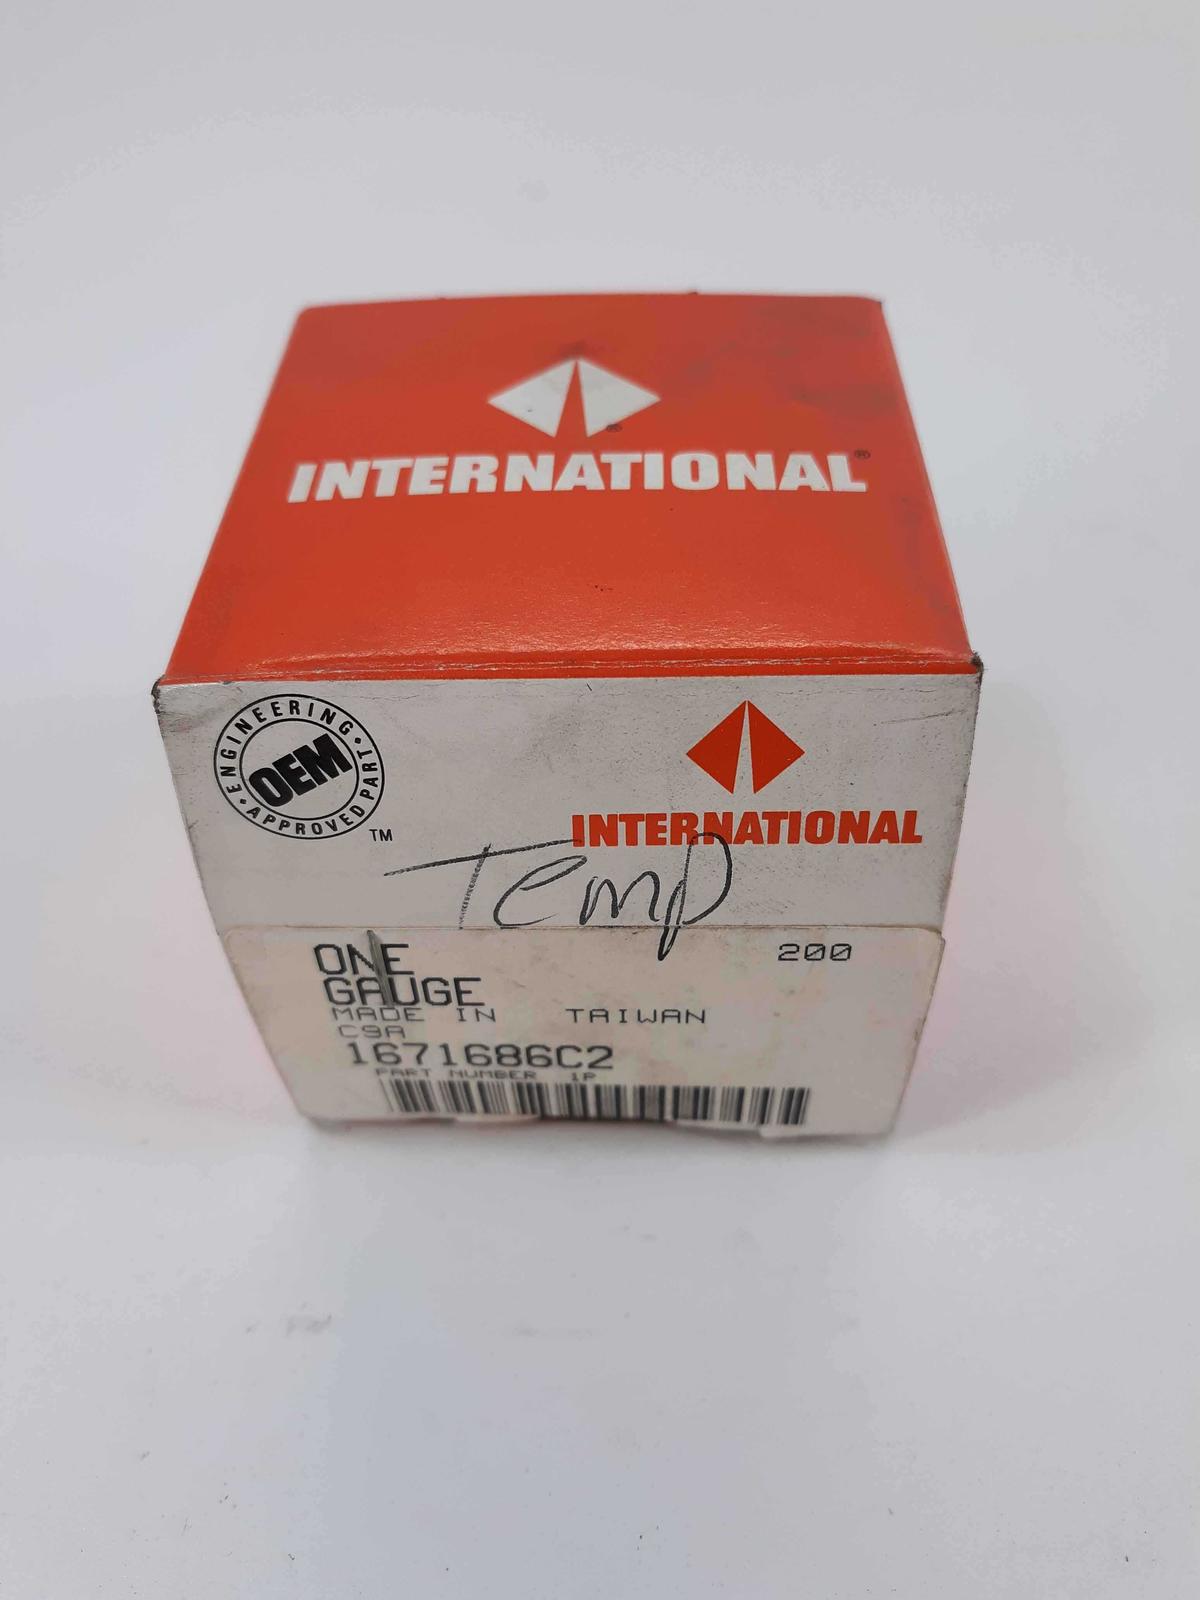 INTERNATIONAL®
ENGINEERING • APPROVED PART •
OEM
TM
INTERNATIONAL
Temp
ONE
200
GAUGE
MADE IN TAIWAN
C9A
1671686C2
PART NUMBER 1P